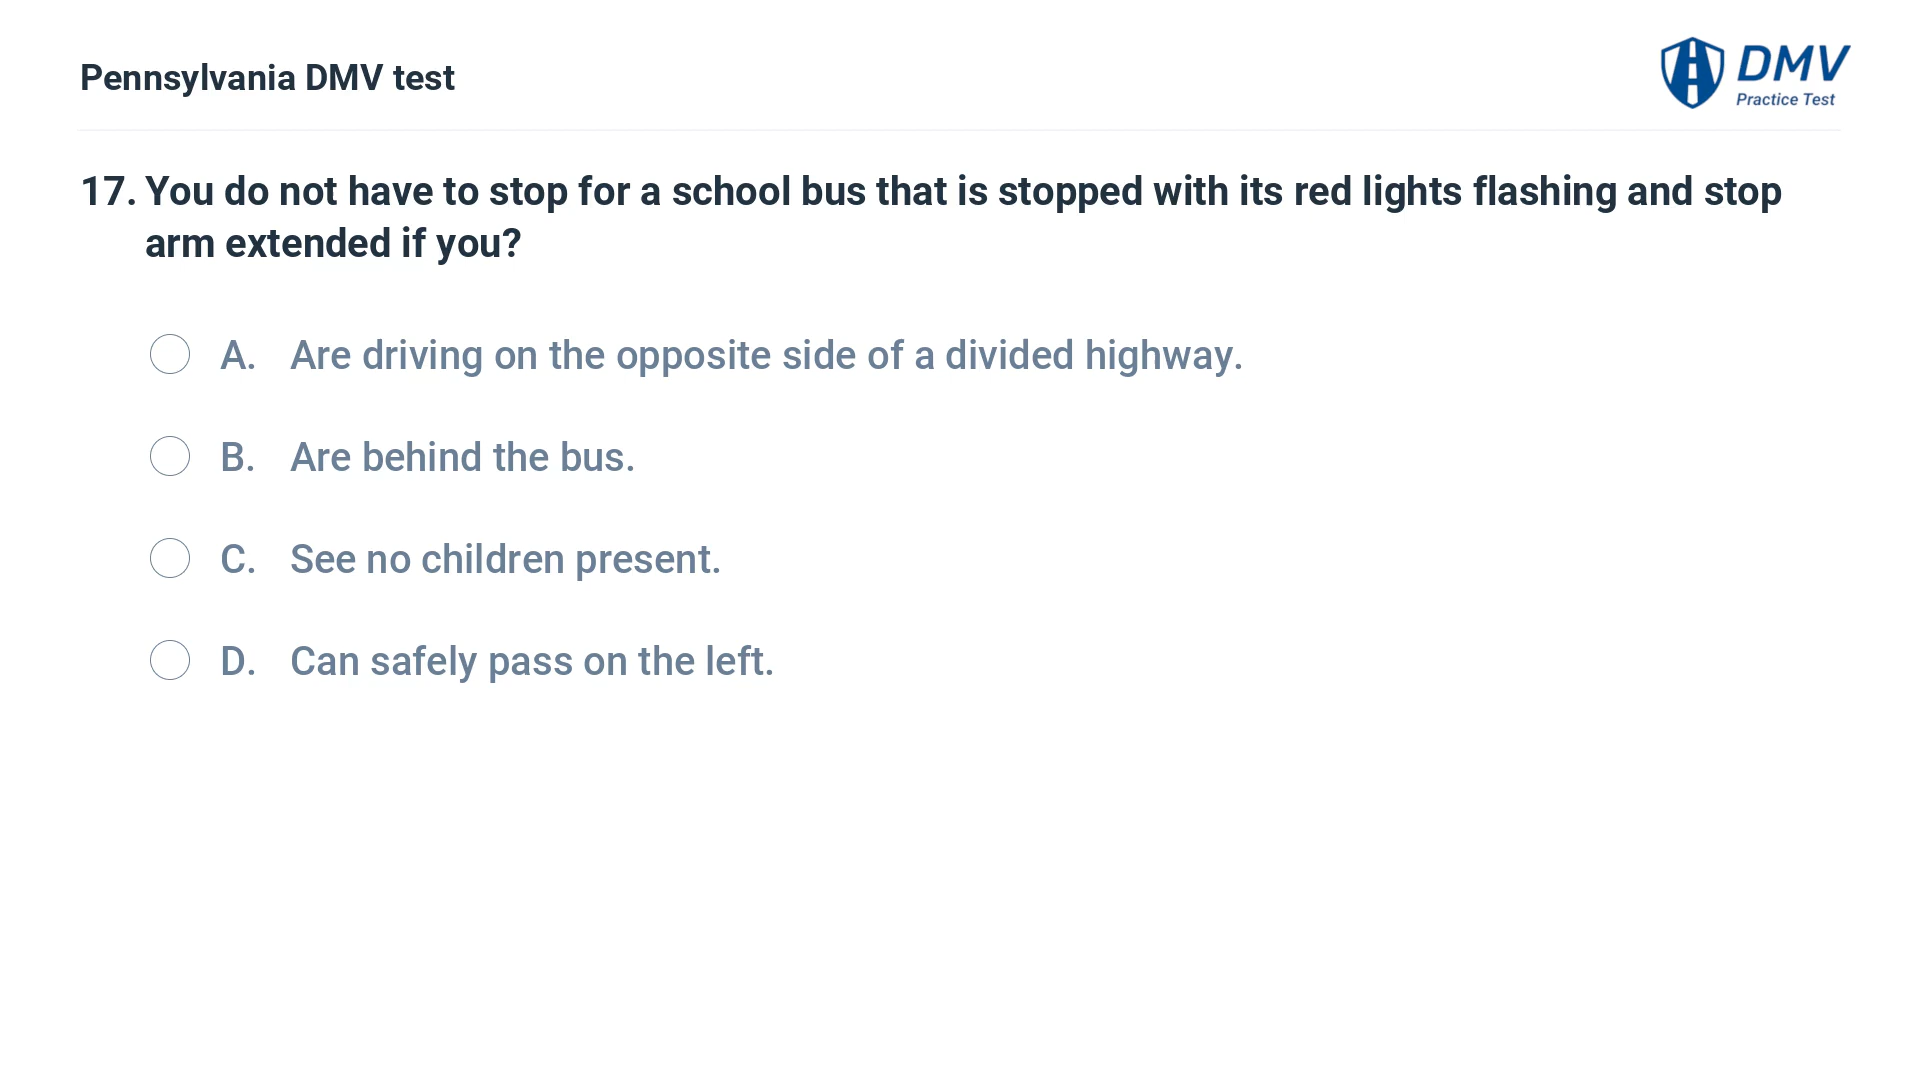 Pennsylvania DMV test
DMV
Practice Test
17. You do not have to stop for a school bus that is stopped with its red lights flashing and stop
arm extended if you?
A. Are driving on the opposite side of a divided highway.
B. Are behind the bus.
C. See no children present.
D. Can safely pass on the left.